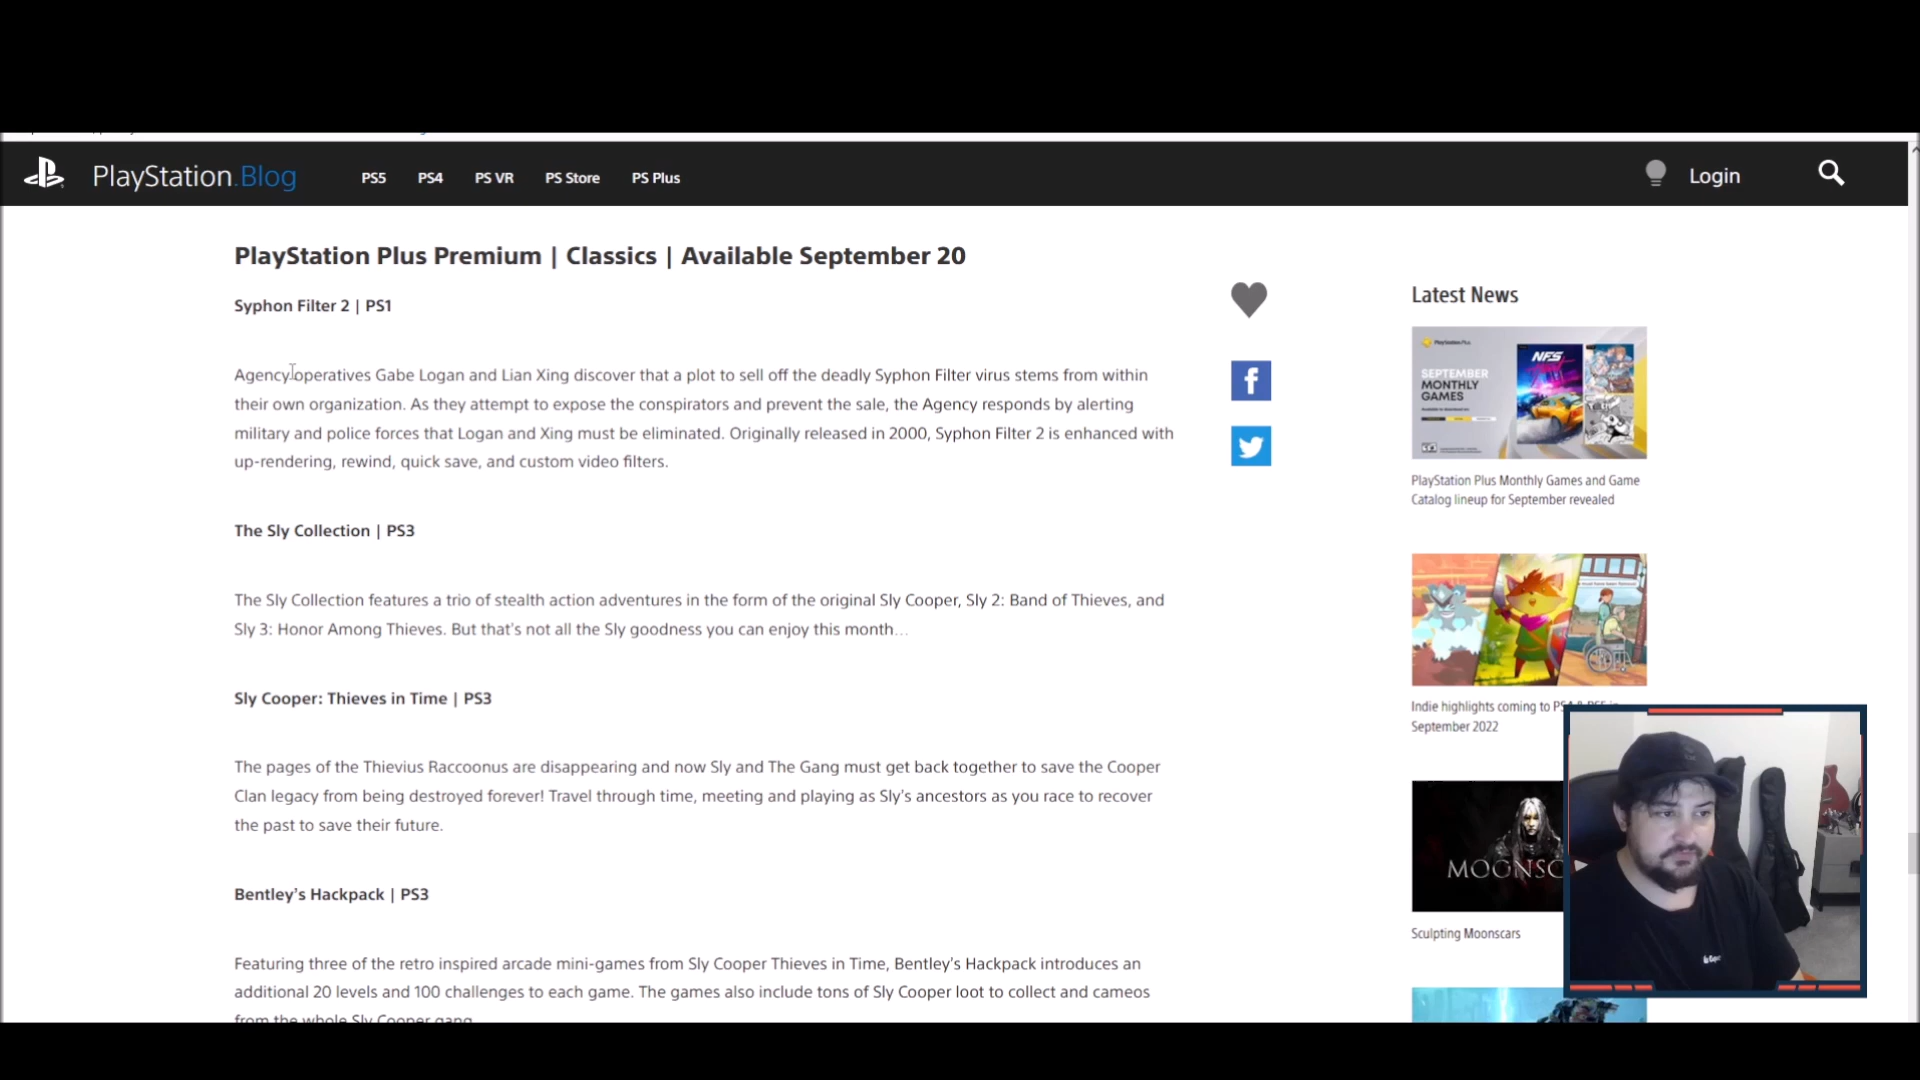 PlayStation.Blog
PS5
PS4
PS VR
PS Store
PS Plus
Login
PlayStation Plus Premium | Classics | Available September 20
Syphon Filter 2 | PS1
Agency operatives Gabe Logan and Lian Xing discover that a plot to sell off the deadly Syphon Filter virus stems from within
their own organization. As they attempt to expose the conspirators and prevent the sale, the Agency responds by alerting
military and police forces that Logan and Xing must be eliminated. Originally released in 2000, Syphon Filter 2 is enhanced with
up-rendering, rewind, quick save, and custom video filters.
The Sly Collection | PS3
The Sly Collection features a trio of stealth action adventures in the form of the original Sly Cooper, Sly 2: Band of Thieves, and
Sly 3: Honor Among Thieves. But that's not all the Sly goodness you can enjoy this month…
Sly Cooper: Thieves in Time | PS3
The pages of the Thievius Raccoonus are disappearing and now Sly and The Gang must get back together to save the Cooper
Clan legacy from being destroyed forever! Travel through time, meeting and playing as Sly's ancestors as you race to recover
the past to save their future.
Bentley's Hackpack | PS3
Featuring three of the retro inspired arcade mini-games from Sly Cooper Thieves in Time, Bentley's Hackpack introduces an
additional 20 levels and 100 challenges to each game. The games also include tons of Sly Cooper loot to collect and cameos
from the whole Sly Cooper gang
Latest News
PlayStation Plus
SEPTEMBER
MONTHLY
GAMES
NFS
PlayStation Plus Monthly Games and Game
Catalog lineup for September revealed
Indie highlights coming to PS4 & PS5 in
September 2022
MOONSC
Sculpting Moonscars